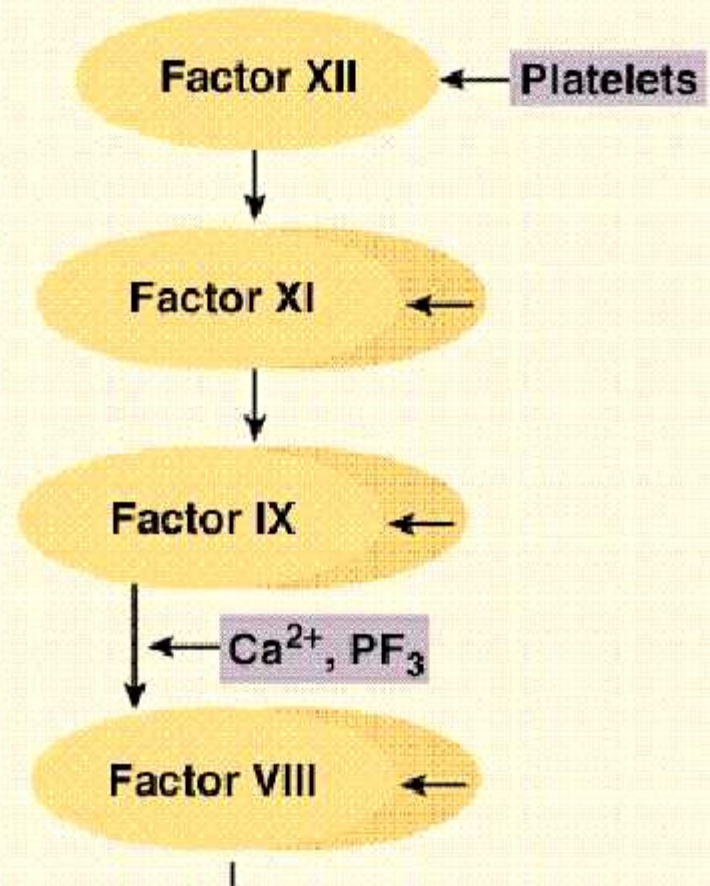 Factor XII
Platelets
Factor XI
Factor IX
Ca²⁺, PF₃
Factor VIII